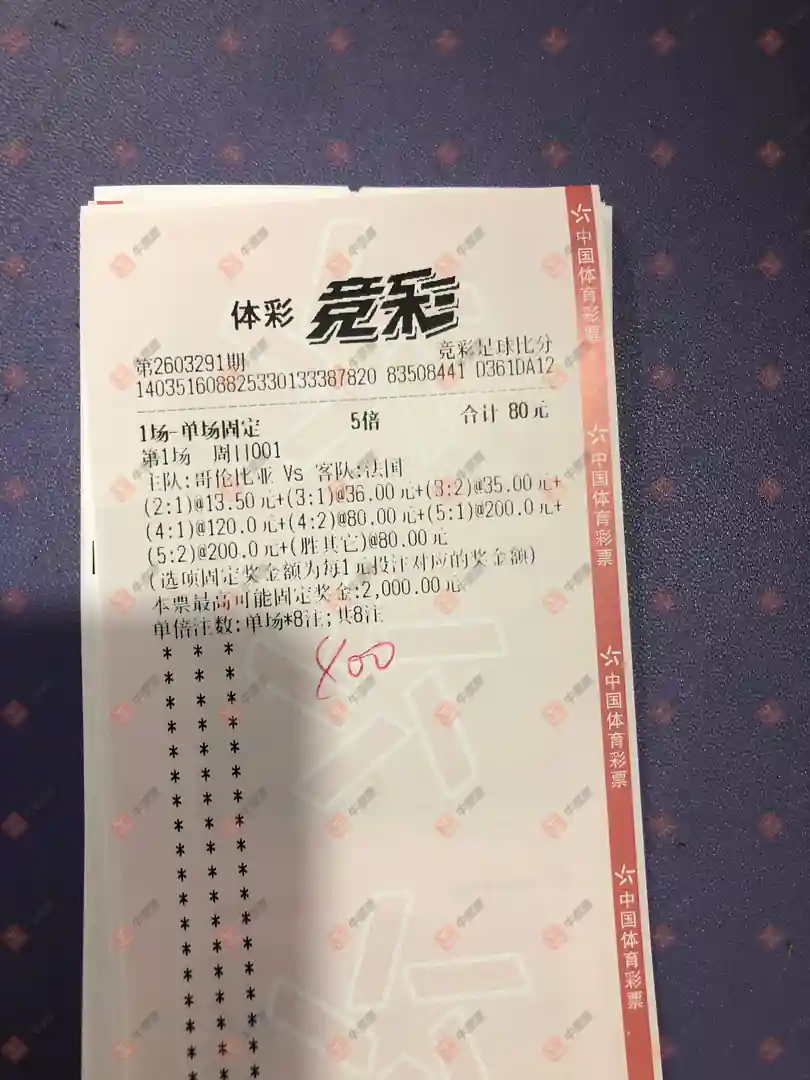 体彩 竞彩
竞彩足球比分
第2603291期
140351608825330133387820 83508441 D361DA12
1场-单场固定 5倍 合计 80元
第1场 周日001
主队:哥伦比亚 Vs 客队:法国
(2:1)@13.50元+(3:1)@36.00元+(3:2)@35.00元+
(4:1)@120.0元+(4:2)@80.00元+(5:1)@200.0元+
(5:2)@200.0元+(胜其它)@80.00元
(选项固定奖金额为每1元投注对应的奖金额)
本票最高可能固定奖金:2,000.00元
单倍注数:单场*8注;共8注
400
中国体育彩票
中国体育彩票
中国体育彩票
中国体育彩票